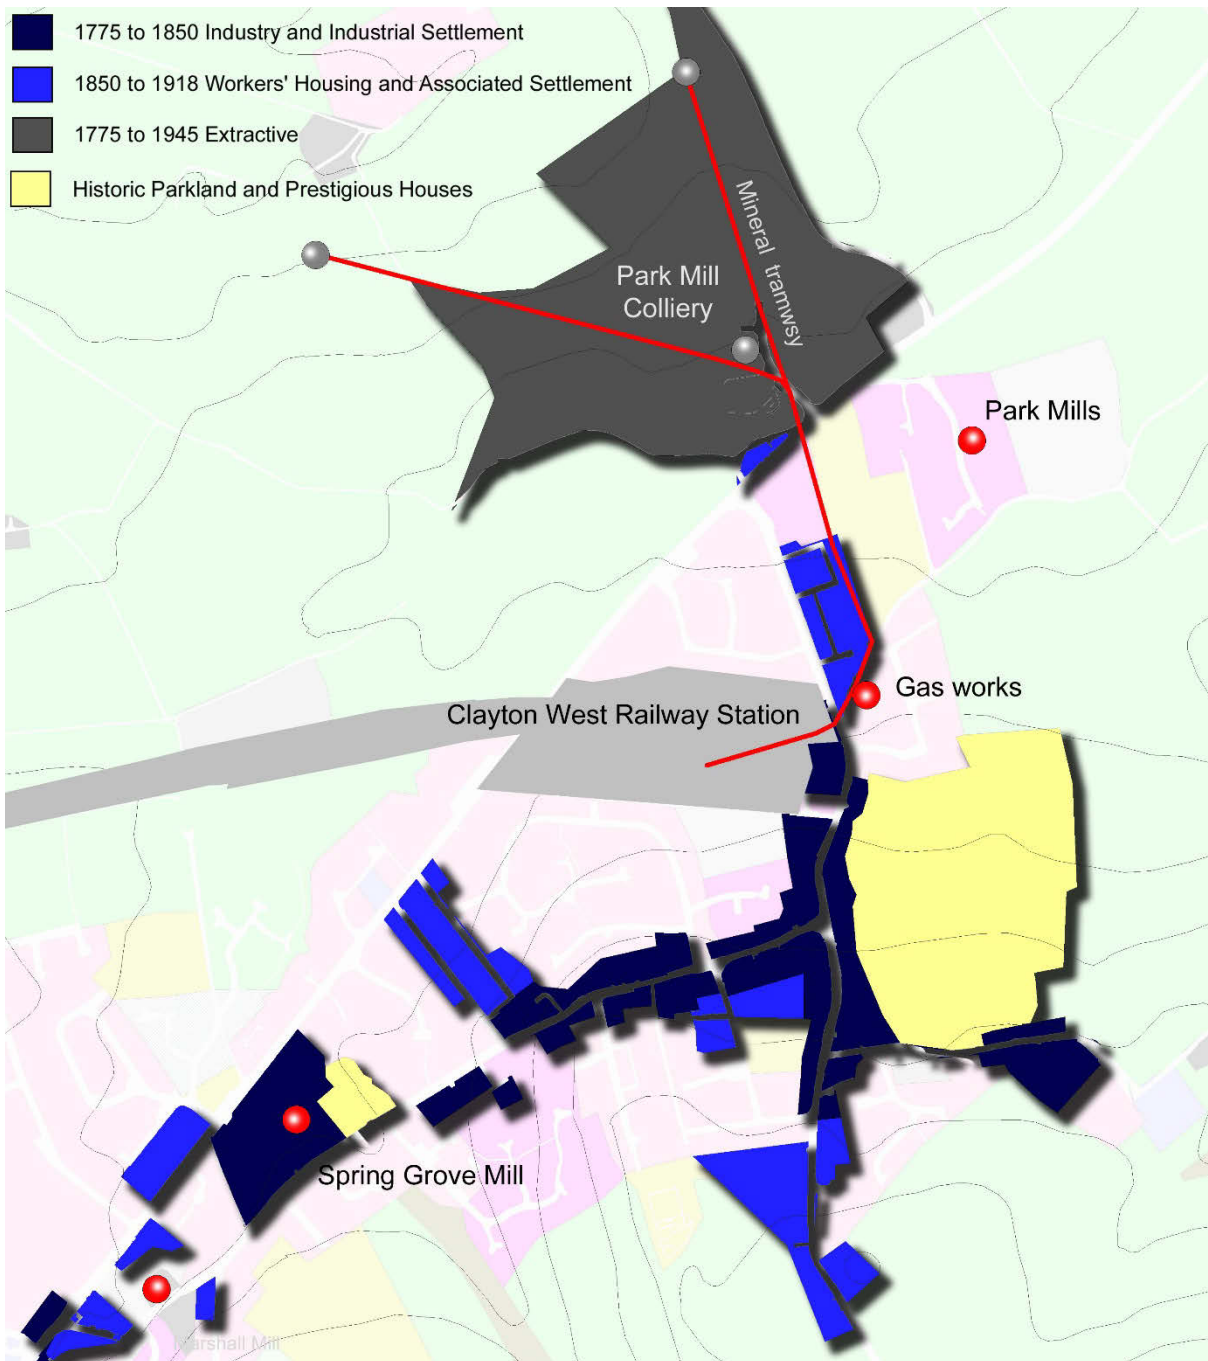 1775 to 1850 Industry and Industrial Settlement
1850 to 1918 Workers' Housing and Associated Settlement
1775 to 1945 Extractive
Historic Parkland and Prestigious Houses
Mineral tramwsy
Park Mill
Colliery
Park Mills
Gas works
Clayton West Railway Station
Spring Grove Mill
Marshall Mill